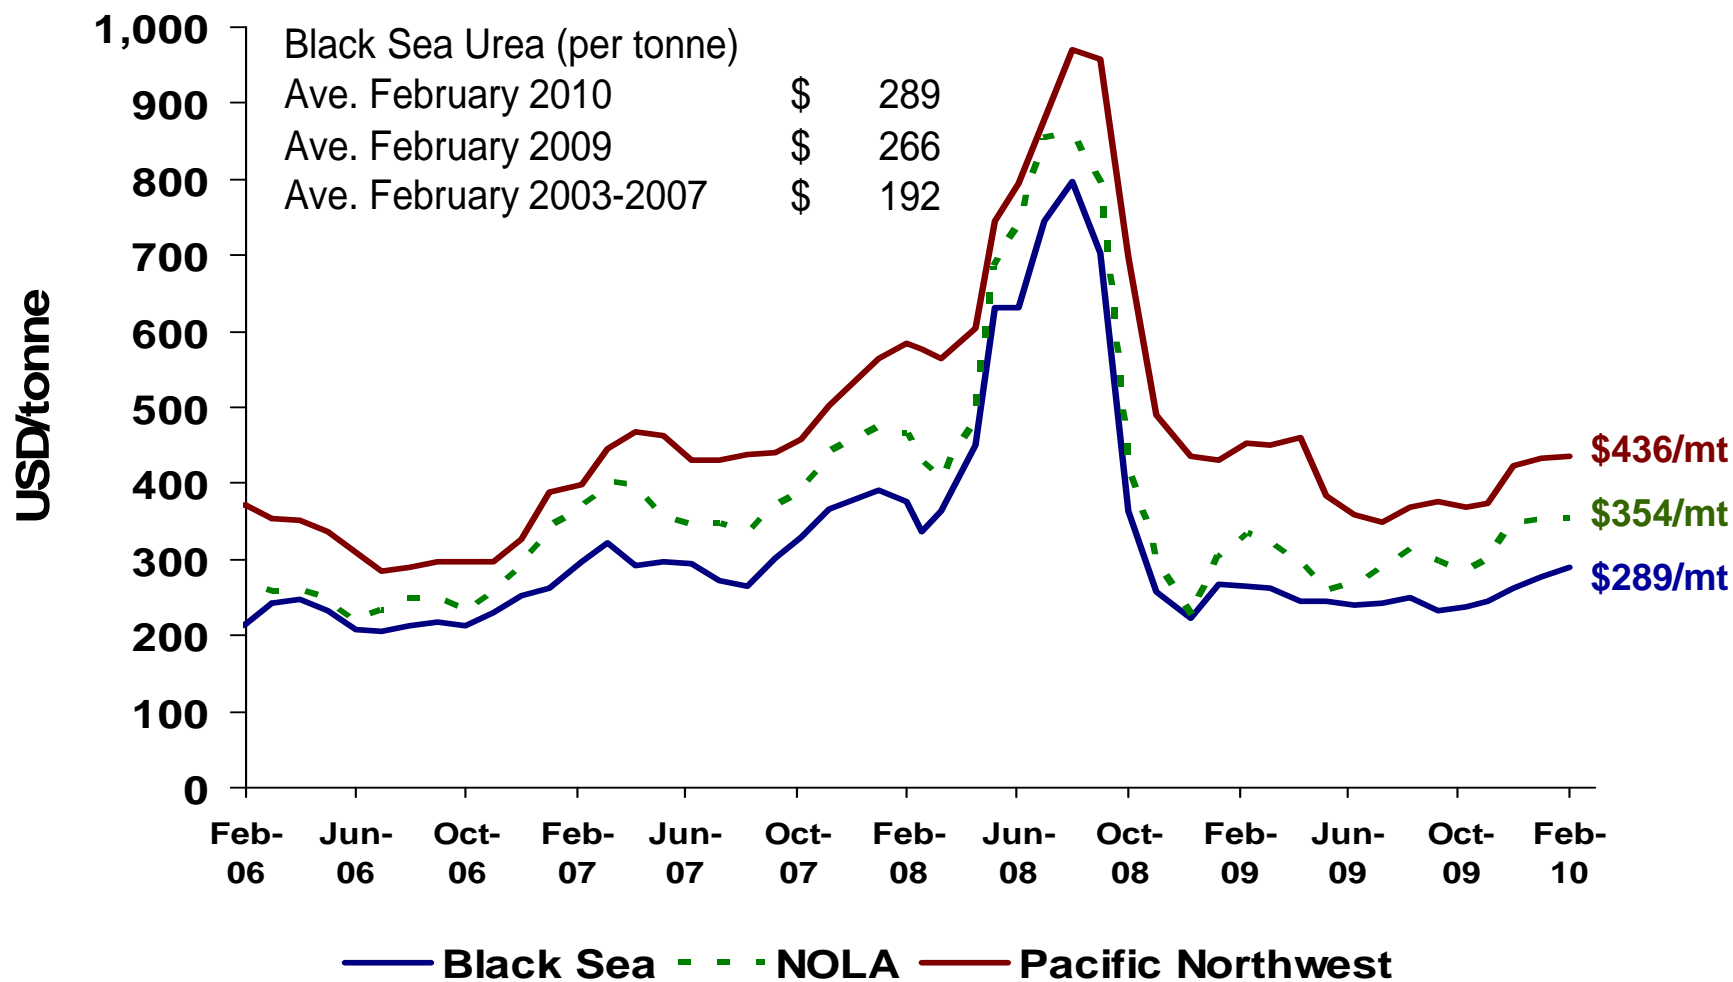 Black Sea Urea (per tonne)
Ave. February 2010 $ 289
Ave. February 2009 $ 266
Ave. February 2003-2007 $ 192
USD/tonne
1,000
900
800
700
600
500
400
300
200
100
0
$436/mt
$354/mt
$289/mt
Feb- Jun- Oct- Feb- Jun- Oct- Feb- Jun- Oct- Feb- Jun- Oct- Feb-
06 06 06 07 07 07 08 08 08 09 09 09 10
Black Sea NOLA Pacific Northwest